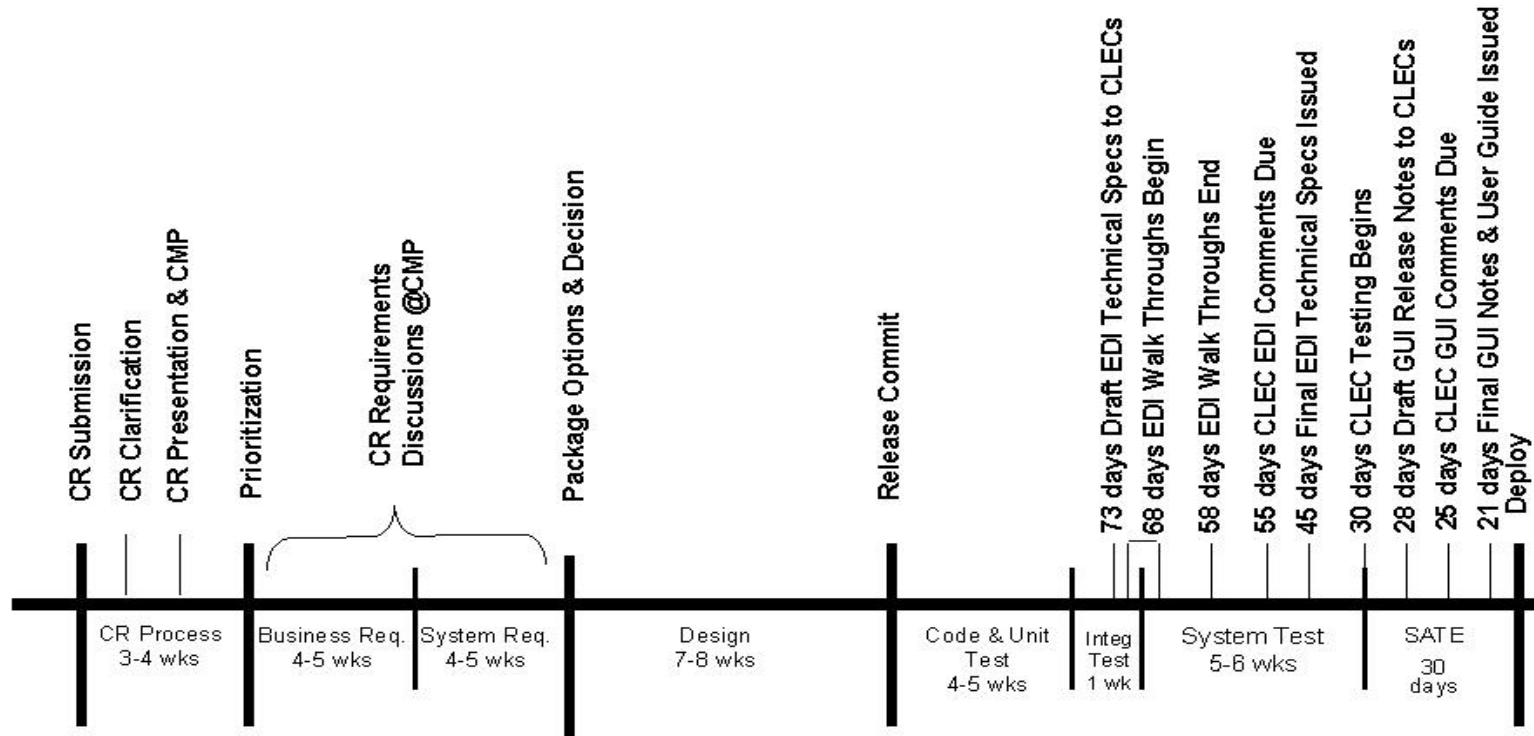 CR Submission
CR Clarification
CR Presentation & CMP
Prioritization
CR Requirements
Discussions @CMP
Package Options & Decision
Release Commit
73 days Draft EDI Technical Specs to CLECs
68 days EDI Walk Throughs Begin
58 days EDI Walk Throughs End
55 days CLEC EDI Comments Due
45 days Final EDI Technical Specs Issued
30 days CLEC Testing Begins
28 days Draft GUI Release Notes to CLECs
25 days CLEC GUI Comments Due
21 days Final GUI Notes & User Guide Issued
Deploy
CR Process
3-4 wks
Business Req.
4-5 wks
System Req.
4-5 wks
Design
7-8 wks
Code & Unit
Test
4-5 wks
Integ
Test
1 wk
System Test
5-6 wks
SATE
30
days